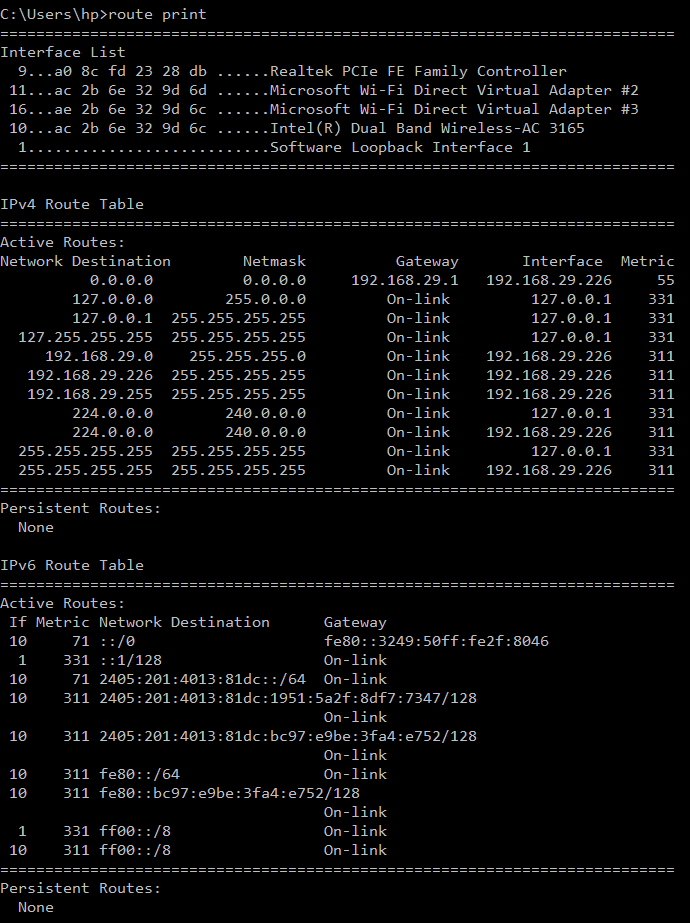 C:\Users\hp>route print
===========================================================================
Interface List
  9...a0 8c fd 23 28 db ......Realtek PCIe FE Family Controller
 11...ac 2b 6e 32 9d 6d ......Microsoft Wi-Fi Direct Virtual Adapter #2
 16...ae 2b 6e 32 9d 6c ......Microsoft Wi-Fi Direct Virtual Adapter #3
 10...ac 2b 6e 32 9d 6c ......Intel(R) Dual Band Wireless-AC 3165
  1...........................Software Loopback Interface 1
===========================================================================

IPv4 Route Table
===========================================================================
Active Routes:
Network Destination        Netmask          Gateway       Interface  Metric
          0.0.0.0          0.0.0.0     192.168.29.1   192.168.29.226     55
        127.0.0.0        255.0.0.0         On-link         127.0.0.1    331
        127.0.0.1  255.255.255.255         On-link         127.0.0.1    331
  127.255.255.255  255.255.255.255         On-link         127.0.0.1    331
     192.168.29.0    255.255.255.0         On-link    192.168.29.226    311
   192.168.29.226  255.255.255.255         On-link    192.168.29.226    311
   192.168.29.255  255.255.255.255         On-link    192.168.29.226    311
        224.0.0.0        240.0.0.0         On-link         127.0.0.1    331
        224.0.0.0        240.0.0.0         On-link    192.168.29.226    311
  255.255.255.255  255.255.255.255         On-link         127.0.0.1    331
  255.255.255.255  255.255.255.255         On-link    192.168.29.226    311
===========================================================================
Persistent Routes:
  None

IPv6 Route Table
===========================================================================
Active Routes:
 If Metric Network Destination      Gateway
 10     71 ::/0                     fe80::3249:50ff:fe2f:8046
  1    331 ::1/128                  On-link
 10     71 2405:201:4013:81dc::/64  On-link
 10    311 2405:201:4013:81dc:1951:5a2f:8df7:7347/128
                                    On-link
 10    311 2405:201:4013:81dc:bc97:e9be:3fa4:e752/128
                                    On-link
 10    311 fe80::/64                On-link
 10    311 fe80::bc97:e9be:3fa4:e752/128
                                    On-link
  1    331 ff00::/8                 On-link
 10    311 ff00::/8                 On-link
===========================================================================
Persistent Routes:
  None